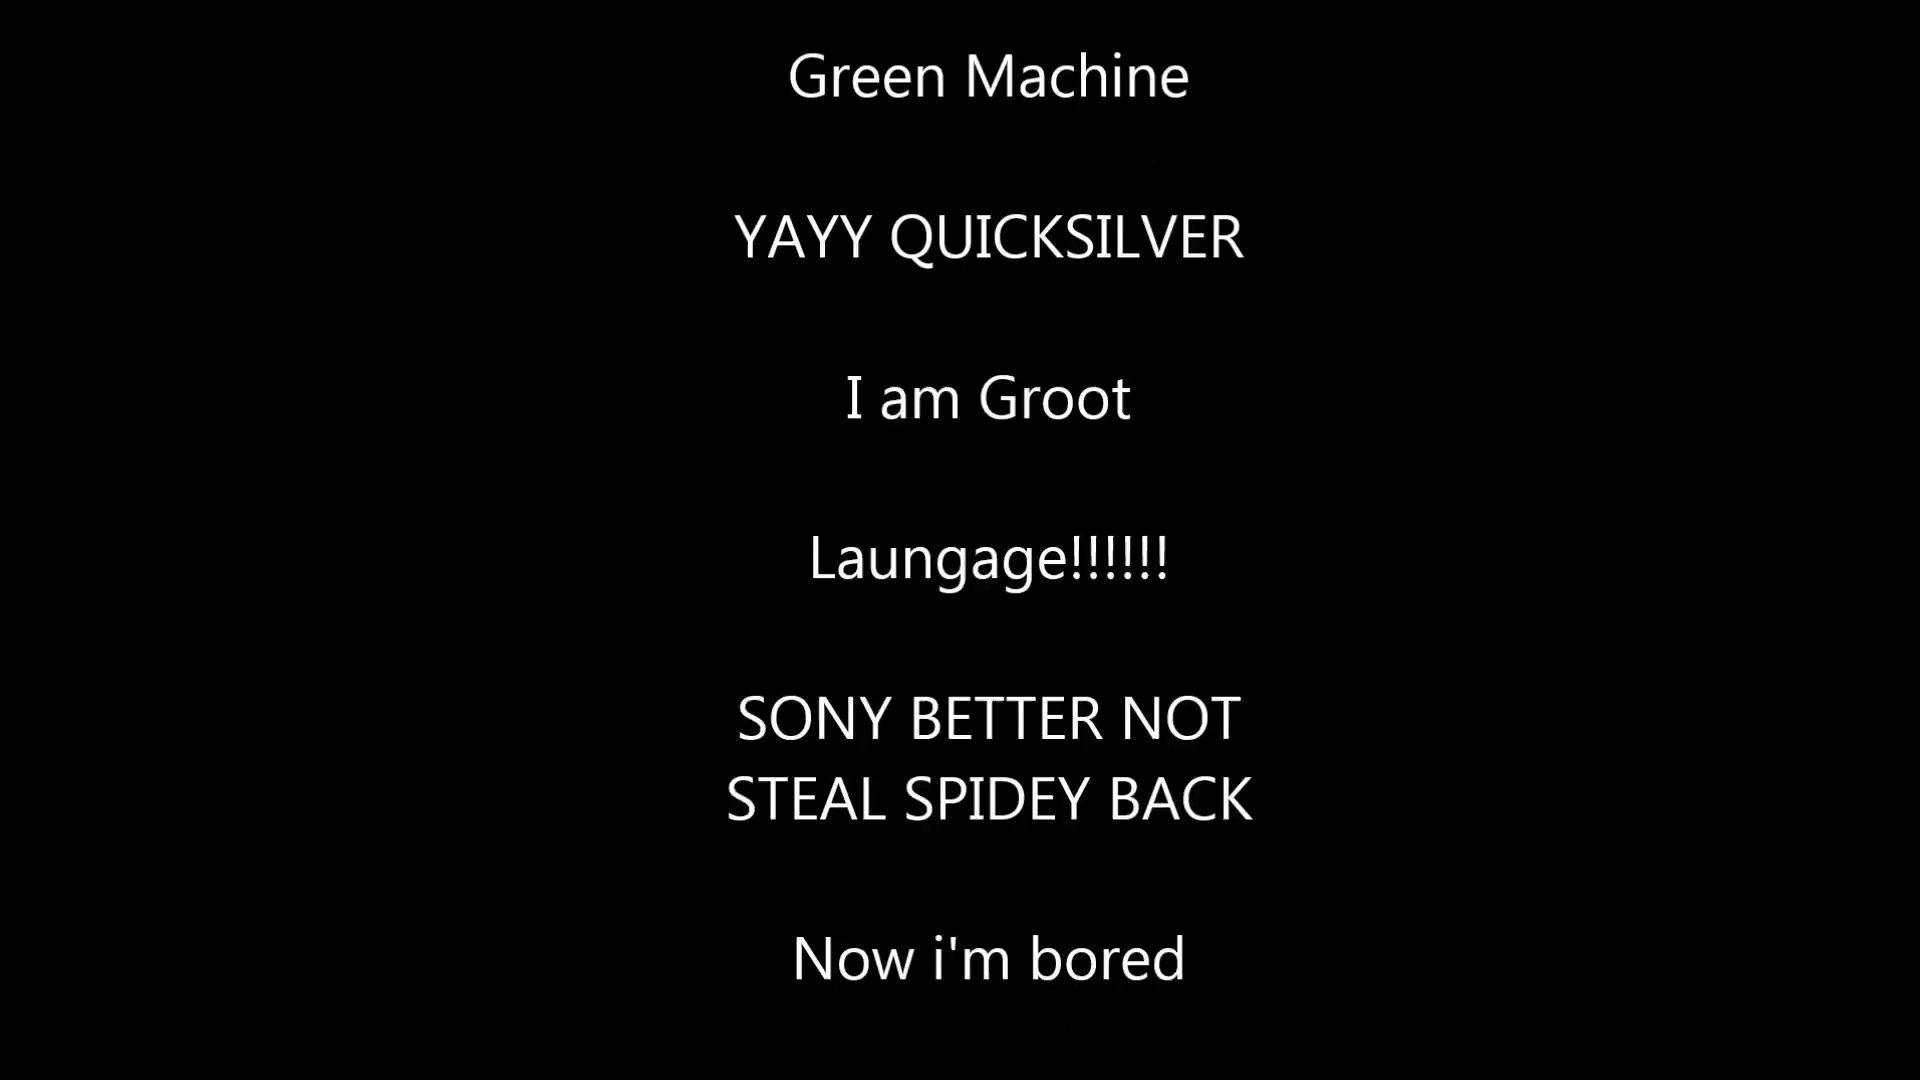 Green Machine
YAYY QUICKSILVER
I am Groot
Laungage!!!!!!
SONY BETTER NOT
STEAL SPIDEY BACK
Now i'm bored